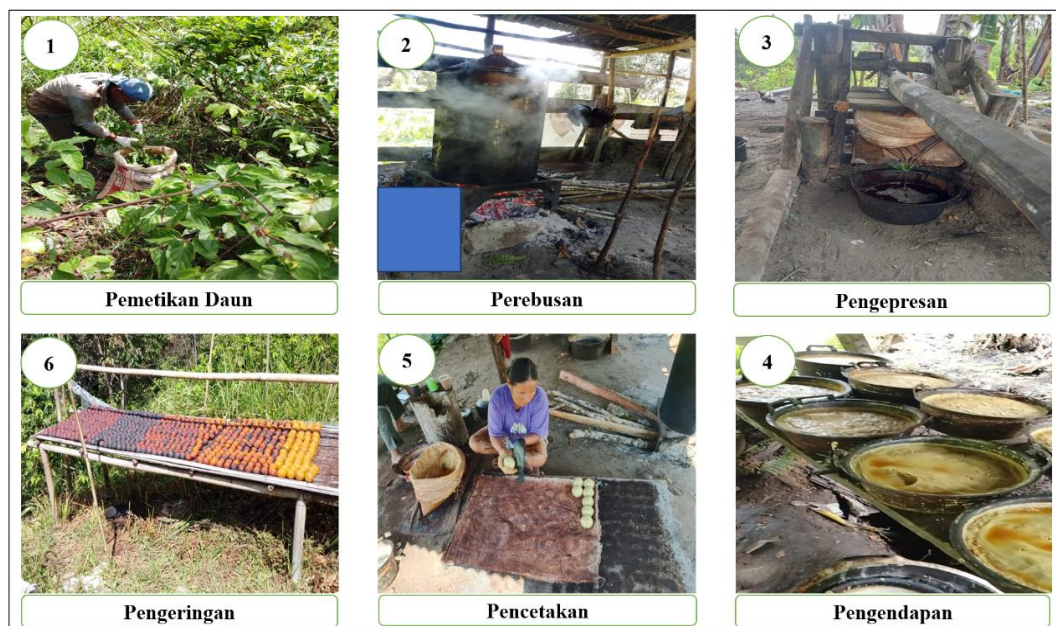 1
Pemetikan Daun
2
Perebusan
3
Pengepresan
6
Pengeringan
5
Pencetakan
4
Pengendapan